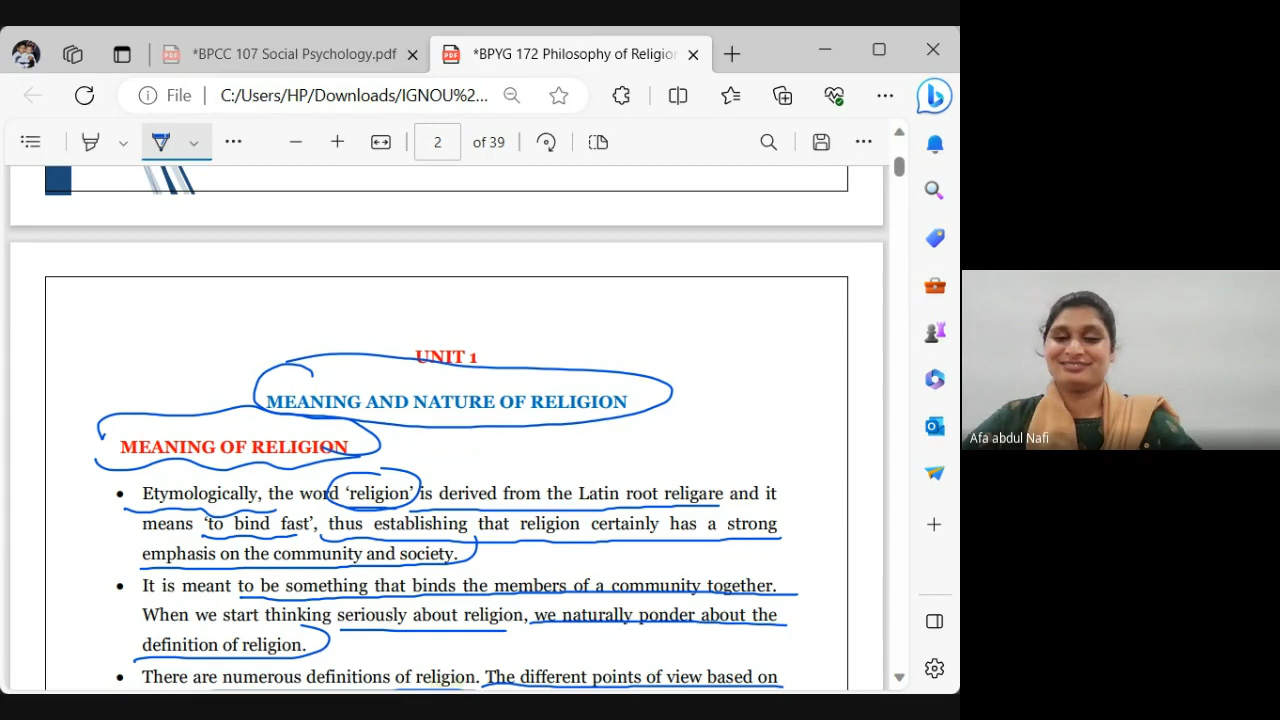 *BPCC 107 Social Psychology.pdf
*BPYG 172 Philosophy of Religio
File
C:/Users/HP/Downloads/IGNOU%2...
2 of 39
UNIT 1
MEANING AND NATURE OF RELIGION
MEANING OF RELIGION
• Etymologically, the word ‘religion’ is derived from the Latin root religare and it
means ‘to bind fast’, thus establishing that religion certainly has a strong
emphasis on the community and society.
• It is meant to be something that binds the members of a community together.
When we start thinking seriously about religion, we naturally ponder about the
definition of religion.
• There are numerous definitions of religion. The different points of view based on
Afa abdul Nafi